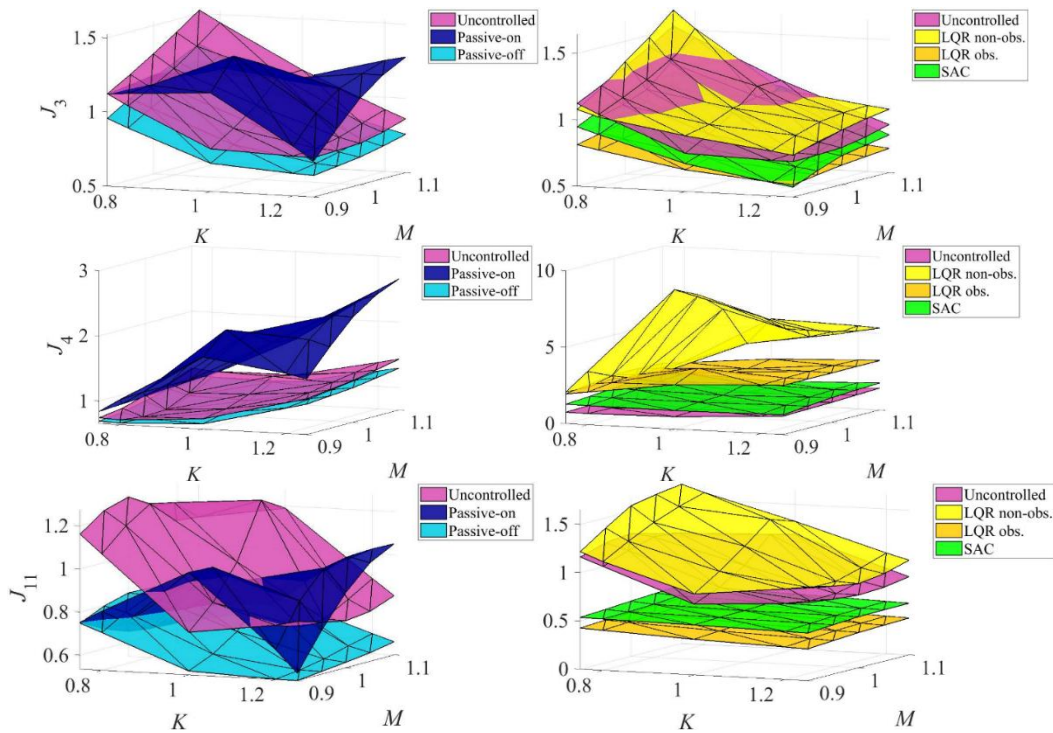 Uncontrolled
Passive-on
Passive-off
1.5
1
0.5
J3
0.8
1
1.2
K
0.9
1
1.1
M
Uncontrolled
LQR non-obs.
LQR obs.
SAC
1.5
1
0.5
0.8
1
1.2
K
0.9
1
1.1
M
Uncontrolled
Passive-on
Passive-off
3
2
1
J4
0.8
1
1.2
K
0.9
1
1.1
M
Uncontrolled
LQR non-obs.
LQR obs.
SAC
10
5
0
0.8
1
1.2
K
0.9
1
1.1
M
Uncontrolled
Passive-on
Passive-off
1.2
1
0.8
0.6
J11
0.8
1
1.2
K
0.9
1
1.1
M
Uncontrolled
LQR non-obs.
LQR obs.
SAC
1.5
1
0.5
0
0.8
1
1.2
K
0.9
1
1.1
M